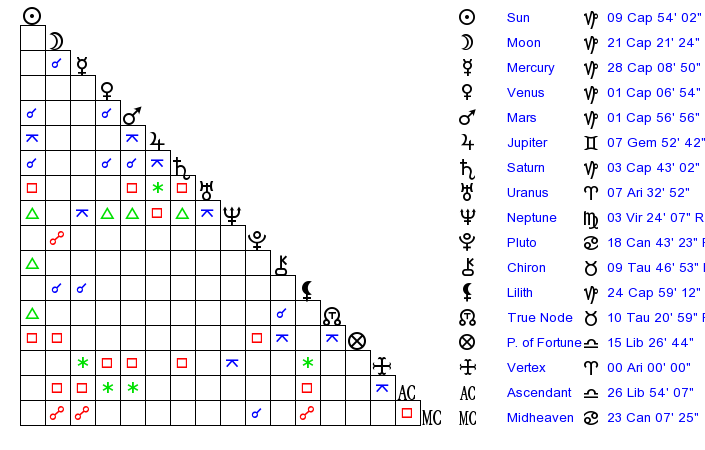 Sun 09 Cap 54' 02"
Moon 21 Cap 21' 24"
Mercury 28 Cap 08' 50"
Venus 01 Cap 06' 54"
Mars 01 Cap 56' 56"
Jupiter 07 Gem 52' 42"
Saturn 03 Cap 43' 02"
Uranus 07 Ari 32' 52"
Neptune 03 Vir 24' 07" R
Pluto 18 Can 43' 23"
Chiron 09 Tau 46' 53"
Lilith 24 Cap 59' 12"
True Node 10 Tau 20' 59"
P. of Fortune 15 Lib 26' 44"
Vertex 00 Ari 00' 00"
AC AC Ascendant 26 Lib 54' 07"
MC MC Midheaven 23 Can 07' 25"